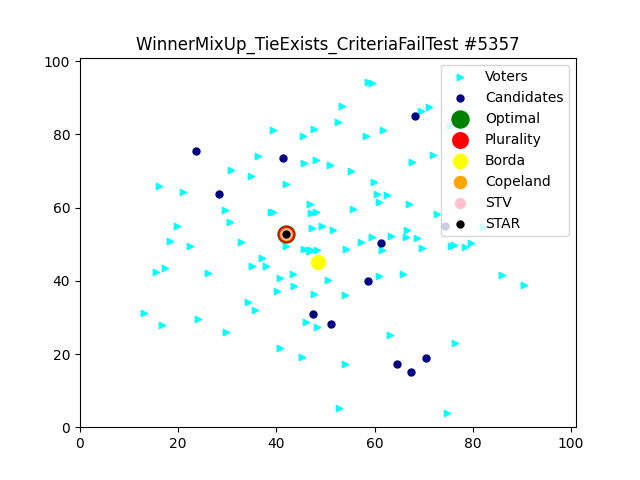 WinnerMixUp_TieExists_CriteriaFailTest #5357
100
80
60
40
20
0
0
20
40
60
80
100
Voters
Candidates
Optimal
Plurality
Borda
Copeland
STV
STAR